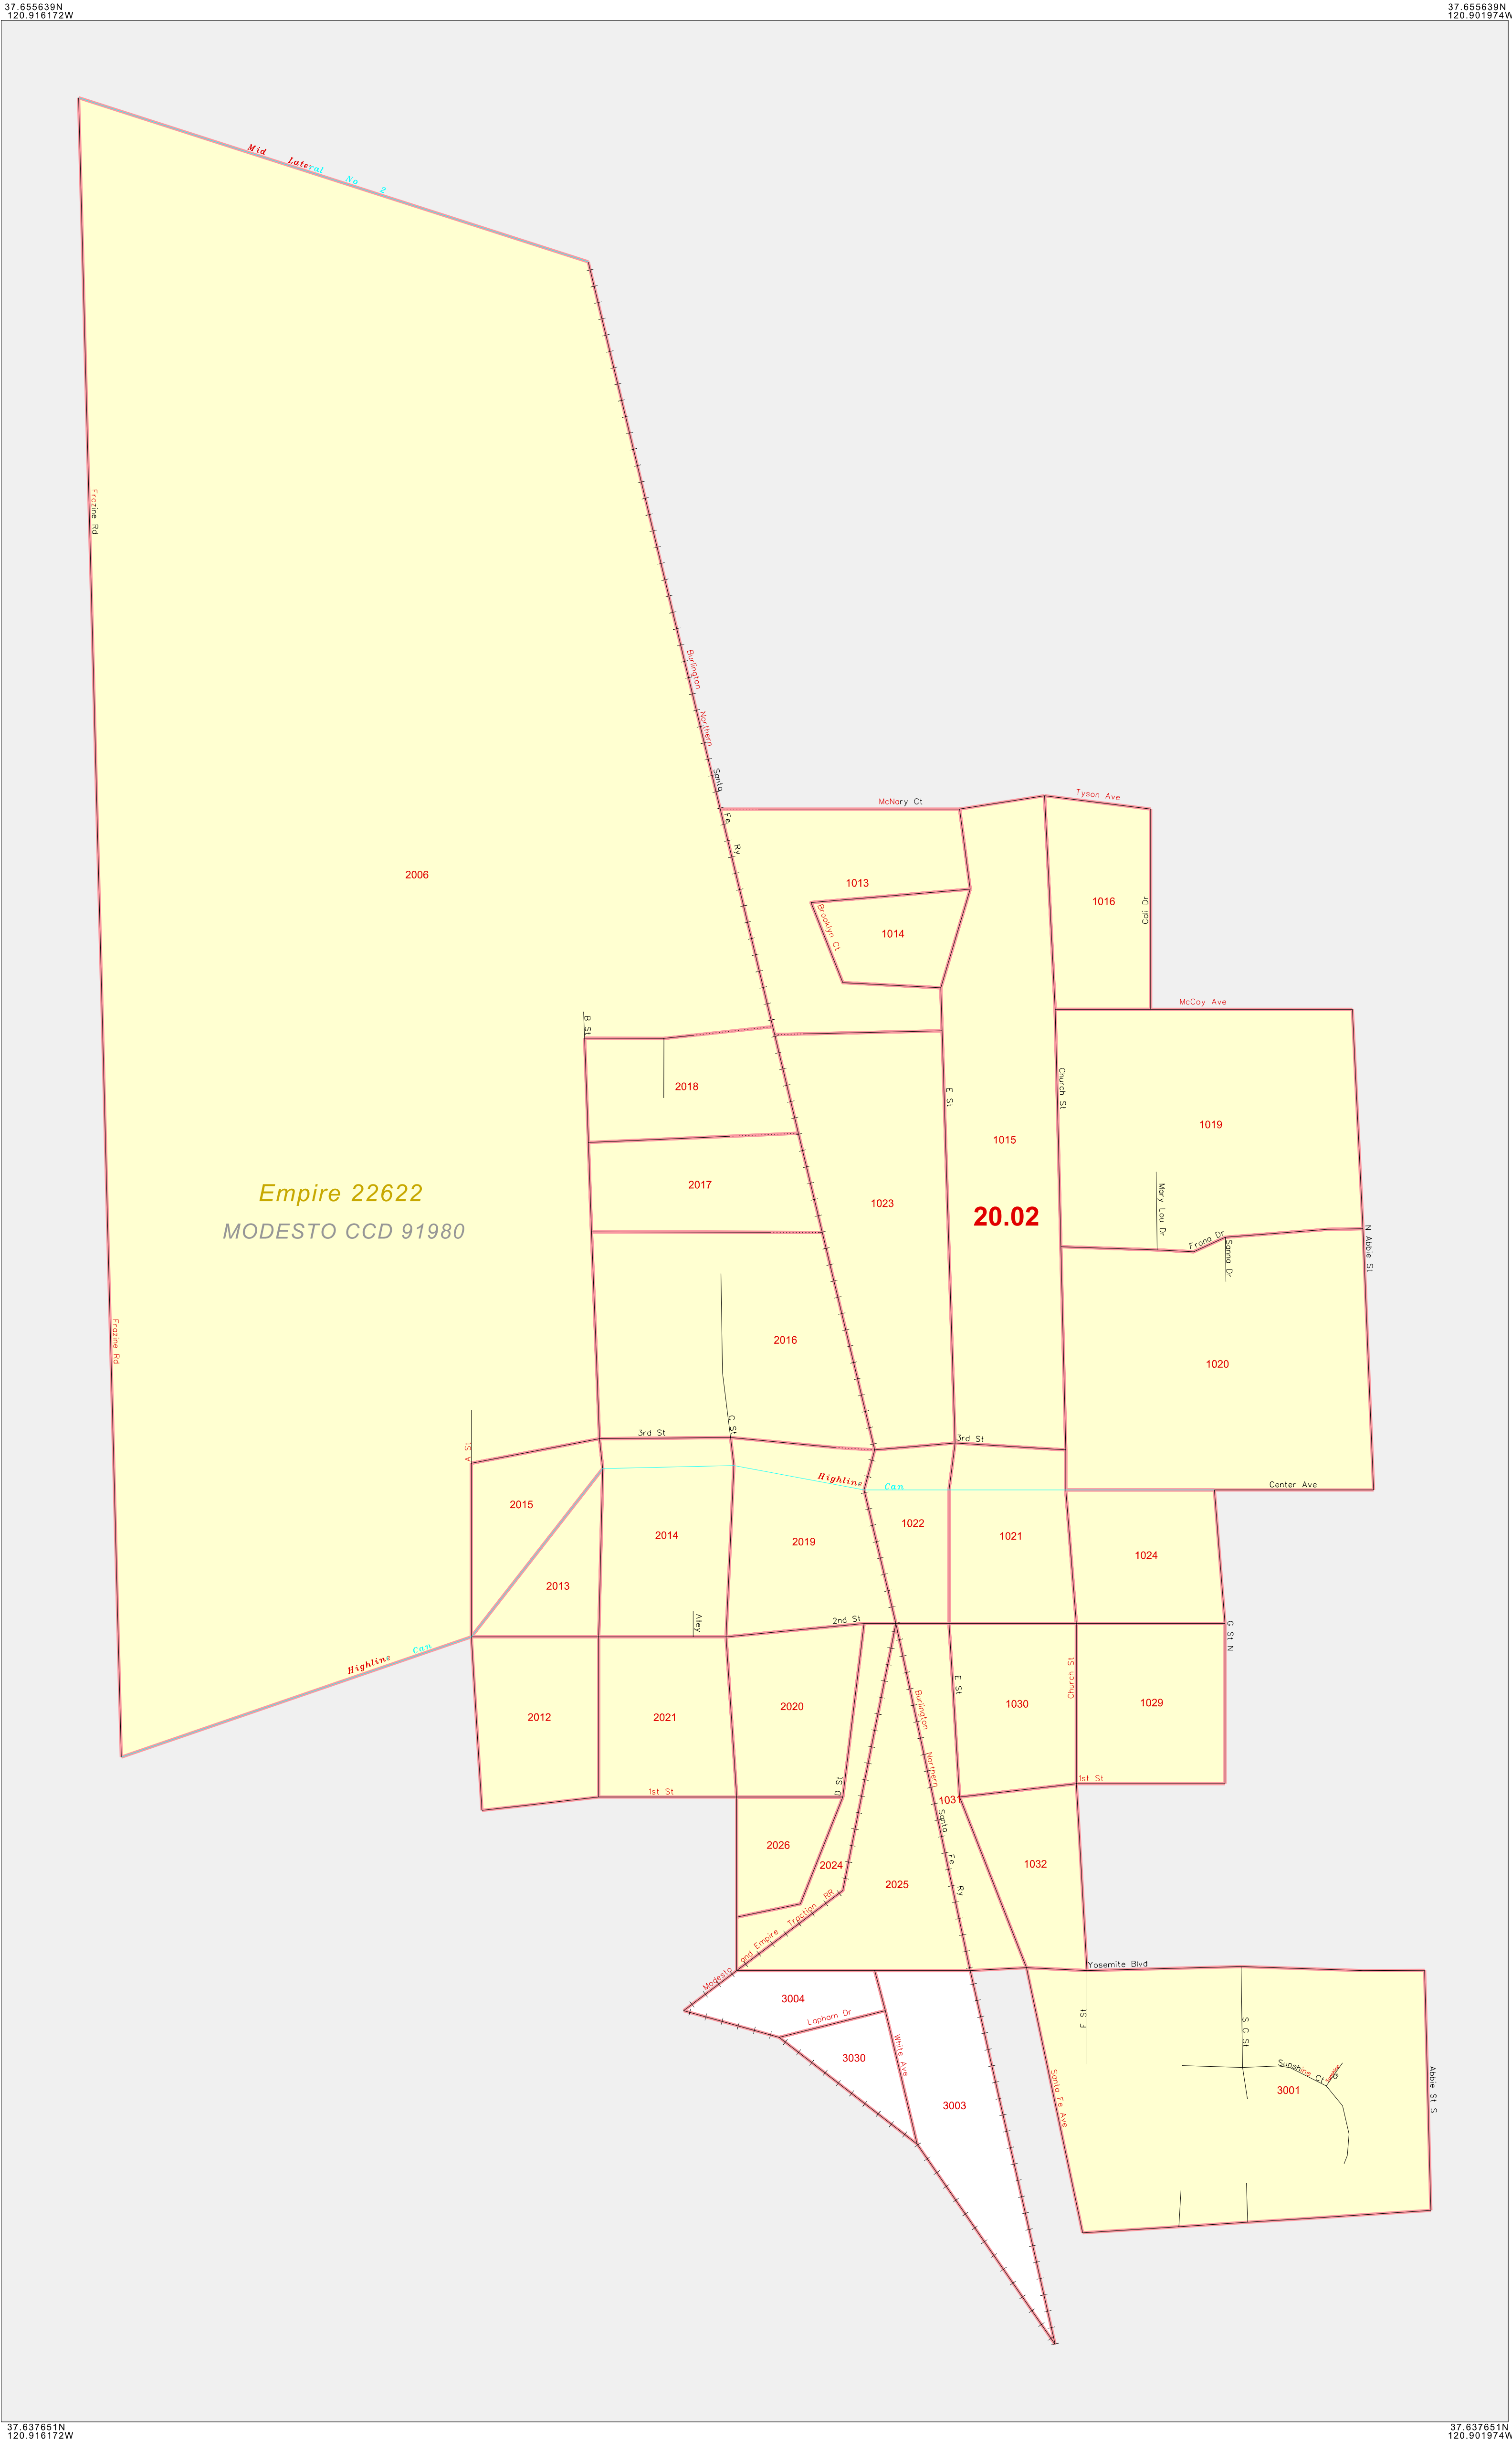 37.655639N
120.916172W
37.655639N
120.901974W
Mid Lateral No 2
Frazine Rd
Burlington Northern Santa Fe Ry
McNary Ct
Tyson Ave
2006
1013
Brooklyn Ct
1014
1016
Cali Dr
McCoy Ave
B St
2018
E St
Church St
1015
1019
2017
1023
20.02
Mary Lou Dr
Frona Dr
Sanna Dr
N Abbie St
Empire 22622
MODESTO CCD 91980
Frazine Rd
2016
1020
C St
3rd St
3rd St
A St
Highline Can
Center Ave
2015
2014
2019
1022
1021
1024
2013
Alley
2nd St
G St N
Highline Can
2012
2021
2020
Burlington Northern Santa Fe Ry
E St
1030
Church St
1029
1st St
D St
1031
1st St
2026
2024
2025
1032
Modesto and Empire Traction RR
Yosemite Blvd
3004
Lapham Dr
3030
White Ave
3003
Santa Fe Ave
F St
S G St
Sunshine Ct
3001
Abbie St S
37.637651N
120.916172W
37.637651N
120.901974W